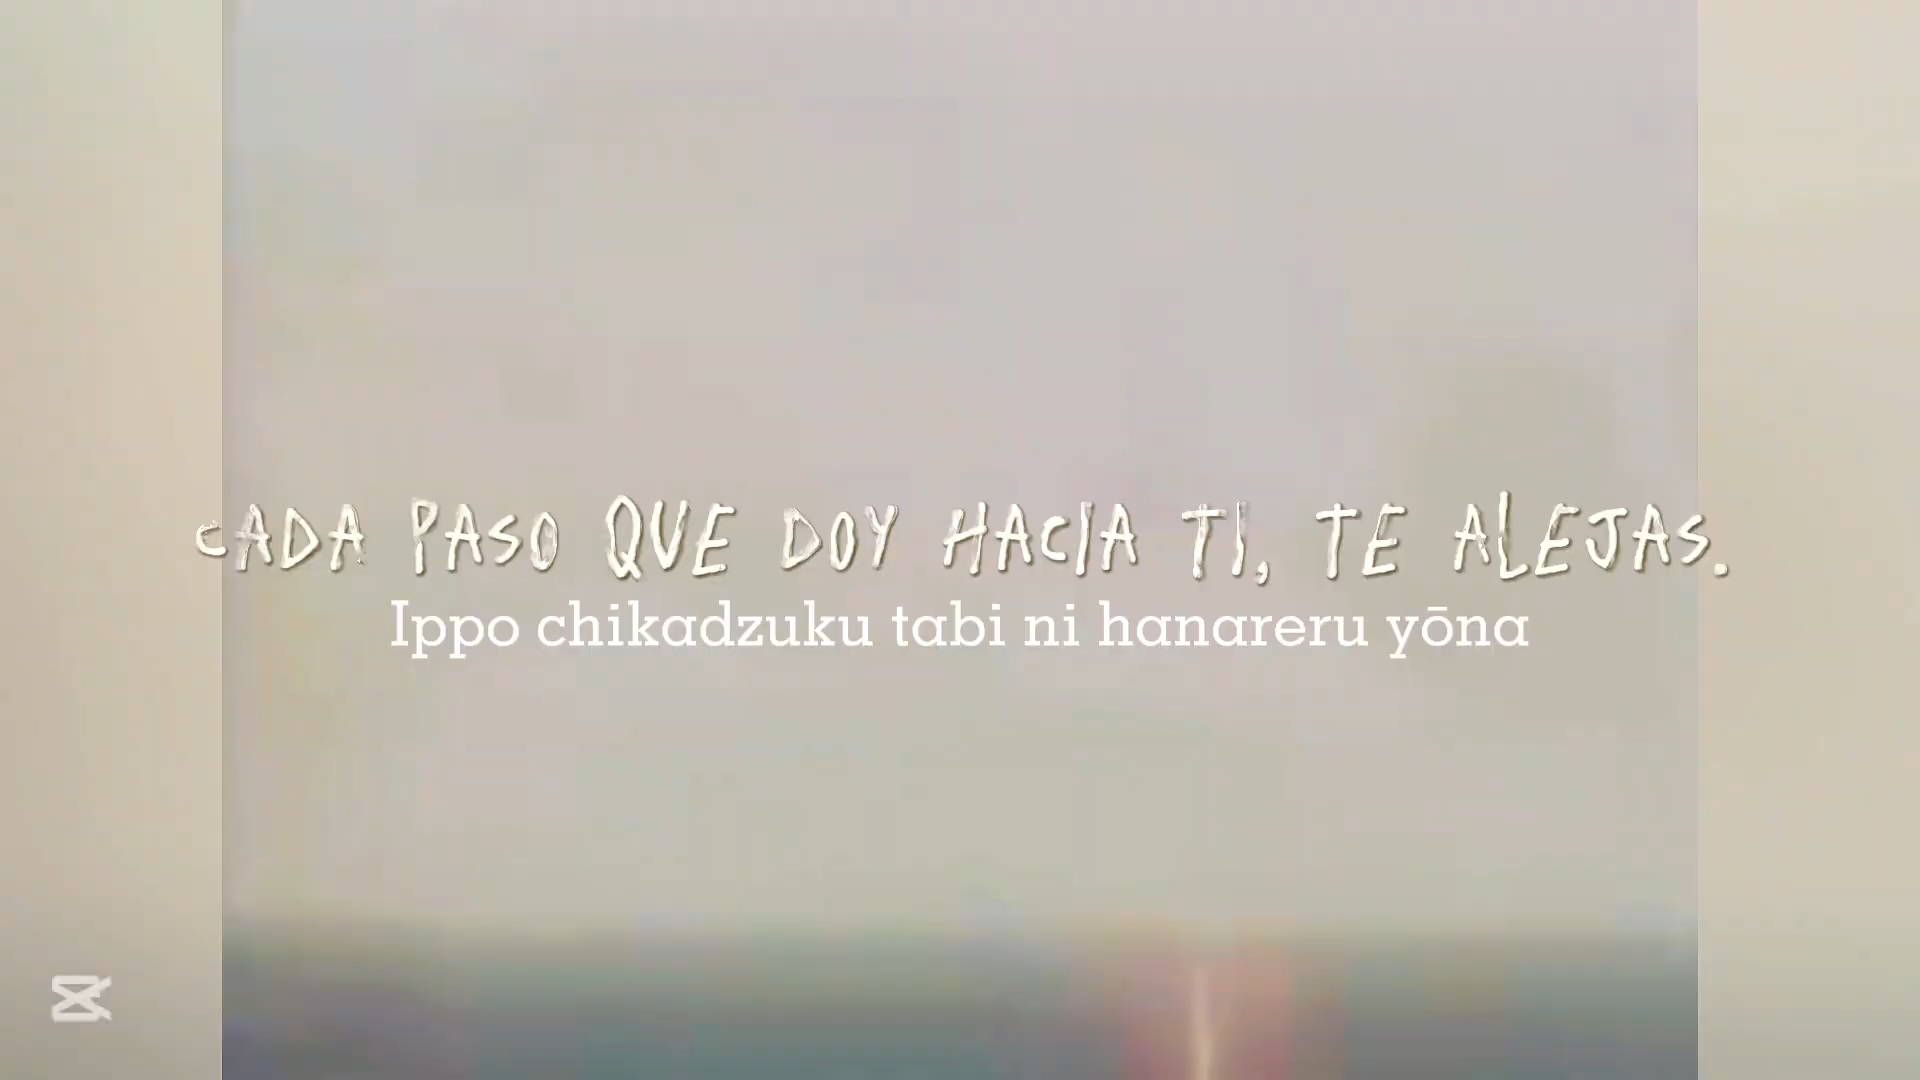 CADA PASO QUE DOY HACIA TI, TE ALEJAS.
Ippo chikadzuku tabi ni hanareru yōna